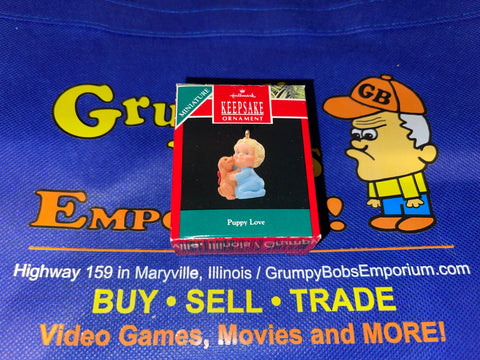 Gru
GB
EMPO !
MINIATURE
Hallmark
KEEPSAKE
ORNAMENT
Puppy Love
Highway 159 in Maryville, Illinois / GrumpyBobsEmporium.com
BUY • SELL • TRADE
Video Games, Movies and MORE!